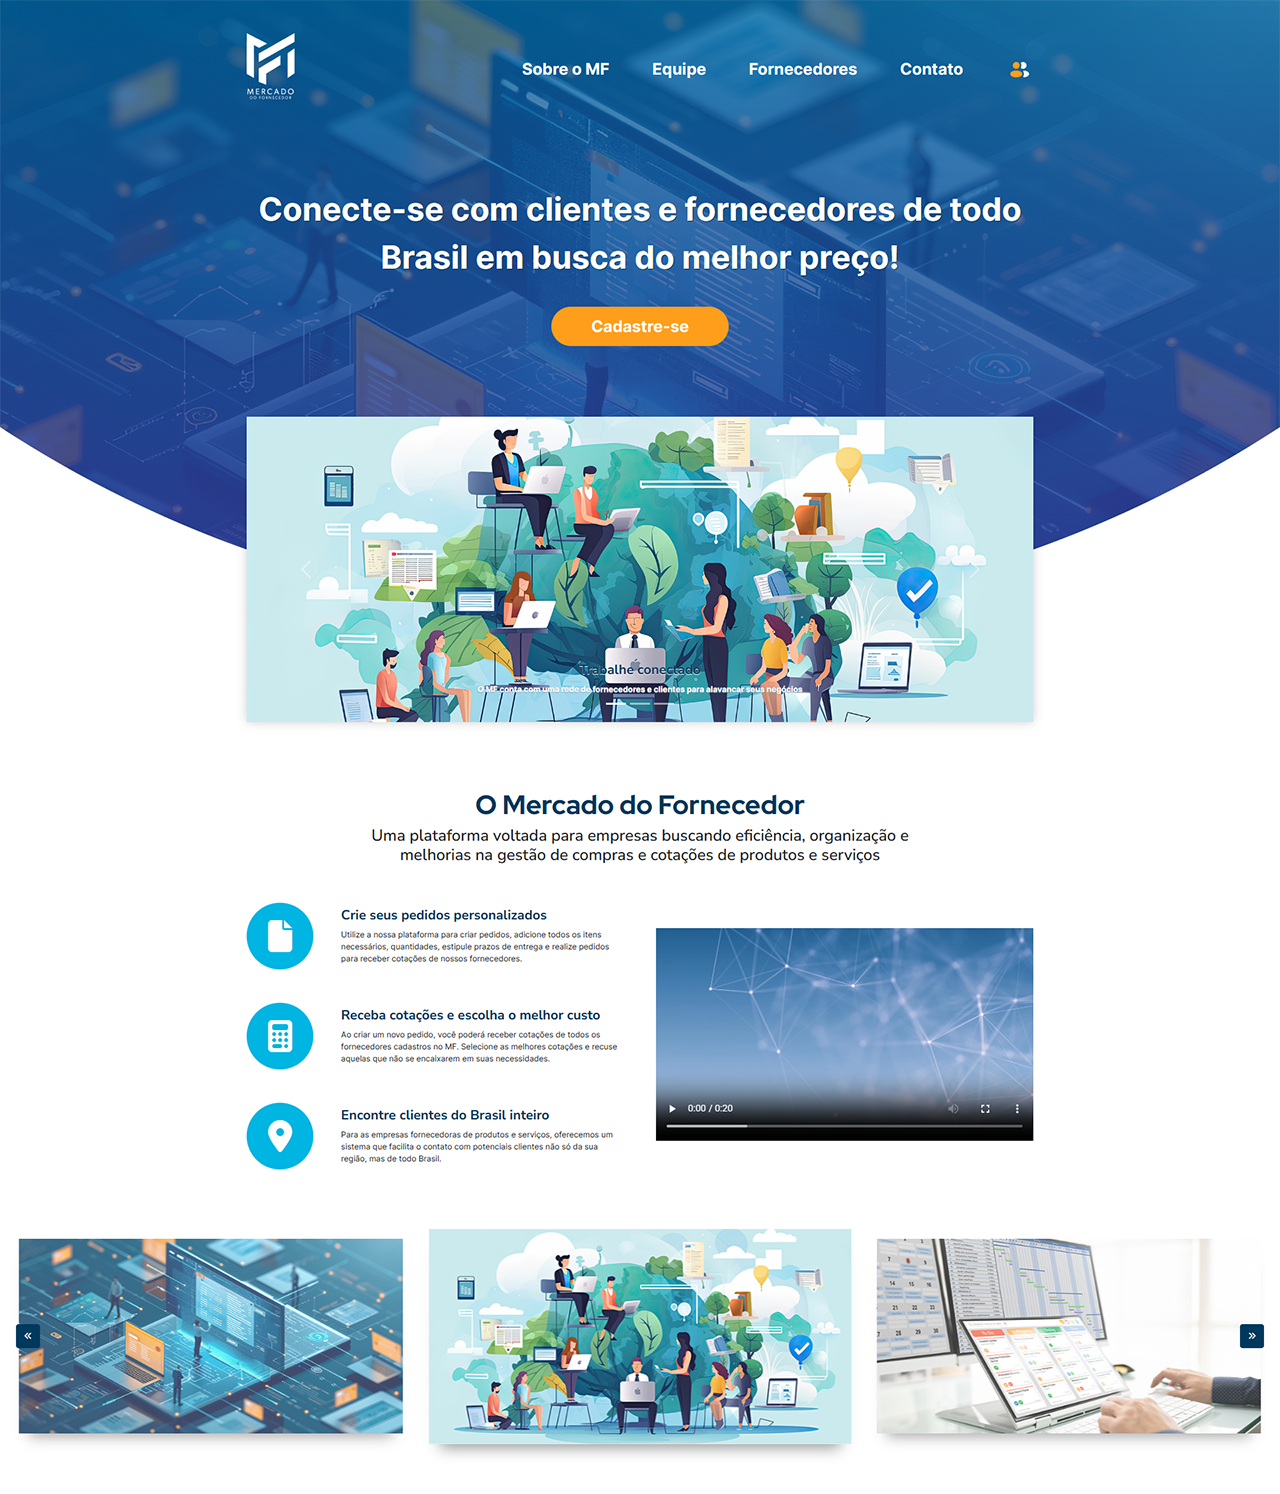 MERCADO
DO FORNECEDOR
Sobre o MF
Equipe
Fornecedores
Contato
Conecte-se com clientes e fornecedores de todo
Brasil em busca do melhor preço!
Cadastre-se
Trabalhe conectado
O MF conta com uma rede de fornecedores e clientes para alavancar seus negócios
O Mercado do Fornecedor
Uma plataforma voltada para empresas buscando eficiência, organização e
melhorias na gestão de compras e cotações de produtos e serviços
Crie seus pedidos personalizados
Utilize a nossa plataforma para criar pedidos, adicione todos os itens
necessários, quantidades, estipule prazos de entrega e realize pedidos
para receber cotações de nossos fornecedores.
Receba cotações e escolha o melhor custo
Ao criar um novo pedido, você poderá receber cotações de todos os
fornecedores cadastros no MF. Selecione as melhores cotações e recuse
aquelas que não se encaixarem em suas necessidades.
Encontre clientes do Brasil inteiro
Para as empresas fornecedoras de produtos e serviços, oferecemos um
sistema que facilita o contato com potenciais clientes não só da sua
região, mas de todo Brasil.
0:00 / 0:20
«
»